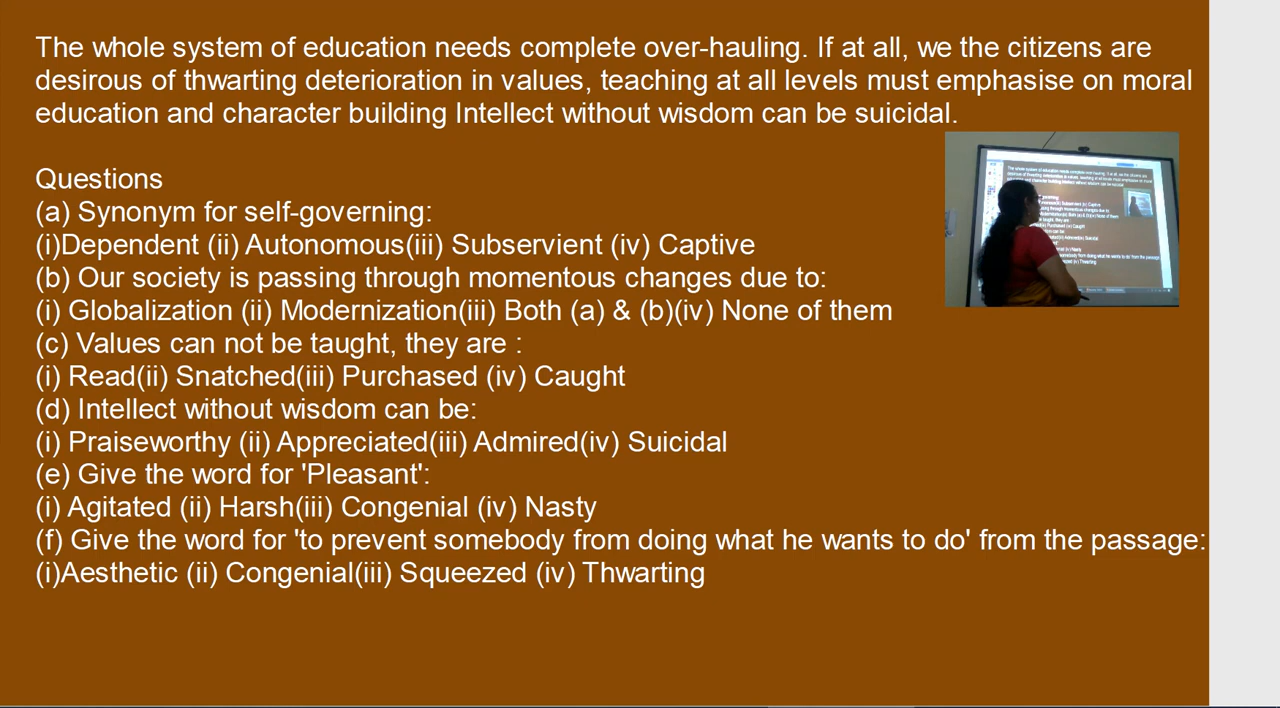 The whole system of education needs complete over-hauling. If at all, we the citizens are
desirous of thwarting deterioration in values, teaching at all levels must emphasise on moral
education and character building Intellect without wisdom can be suicidal.
Questions
(a) Synonym for self-governing:
(i)Dependent (ii) Autonomous(iii) Subservient (iv) Captive
(b) Our society is passing through momentous changes due to:
(i) Globalization (ii) Modernization(iii) Both (a) & (b)(iv) None of them
(c) Values can not be taught, they are :
(i) Read(ii) Snatched(iii) Purchased (iv) Caught
(d) Intellect without wisdom can be:
(i) Praiseworthy (ii) Appreciated(iii) Admired(iv) Suicidal
(e) Give the word for 'Pleasant':
(i) Agitated (ii) Harsh(iii) Congenial (iv) Nasty
(f) Give the word for 'to prevent somebody from doing what he wants to do' from the passage:
(i)Aesthetic (ii) Congenial(iii) Squeezed (iv) Thwarting